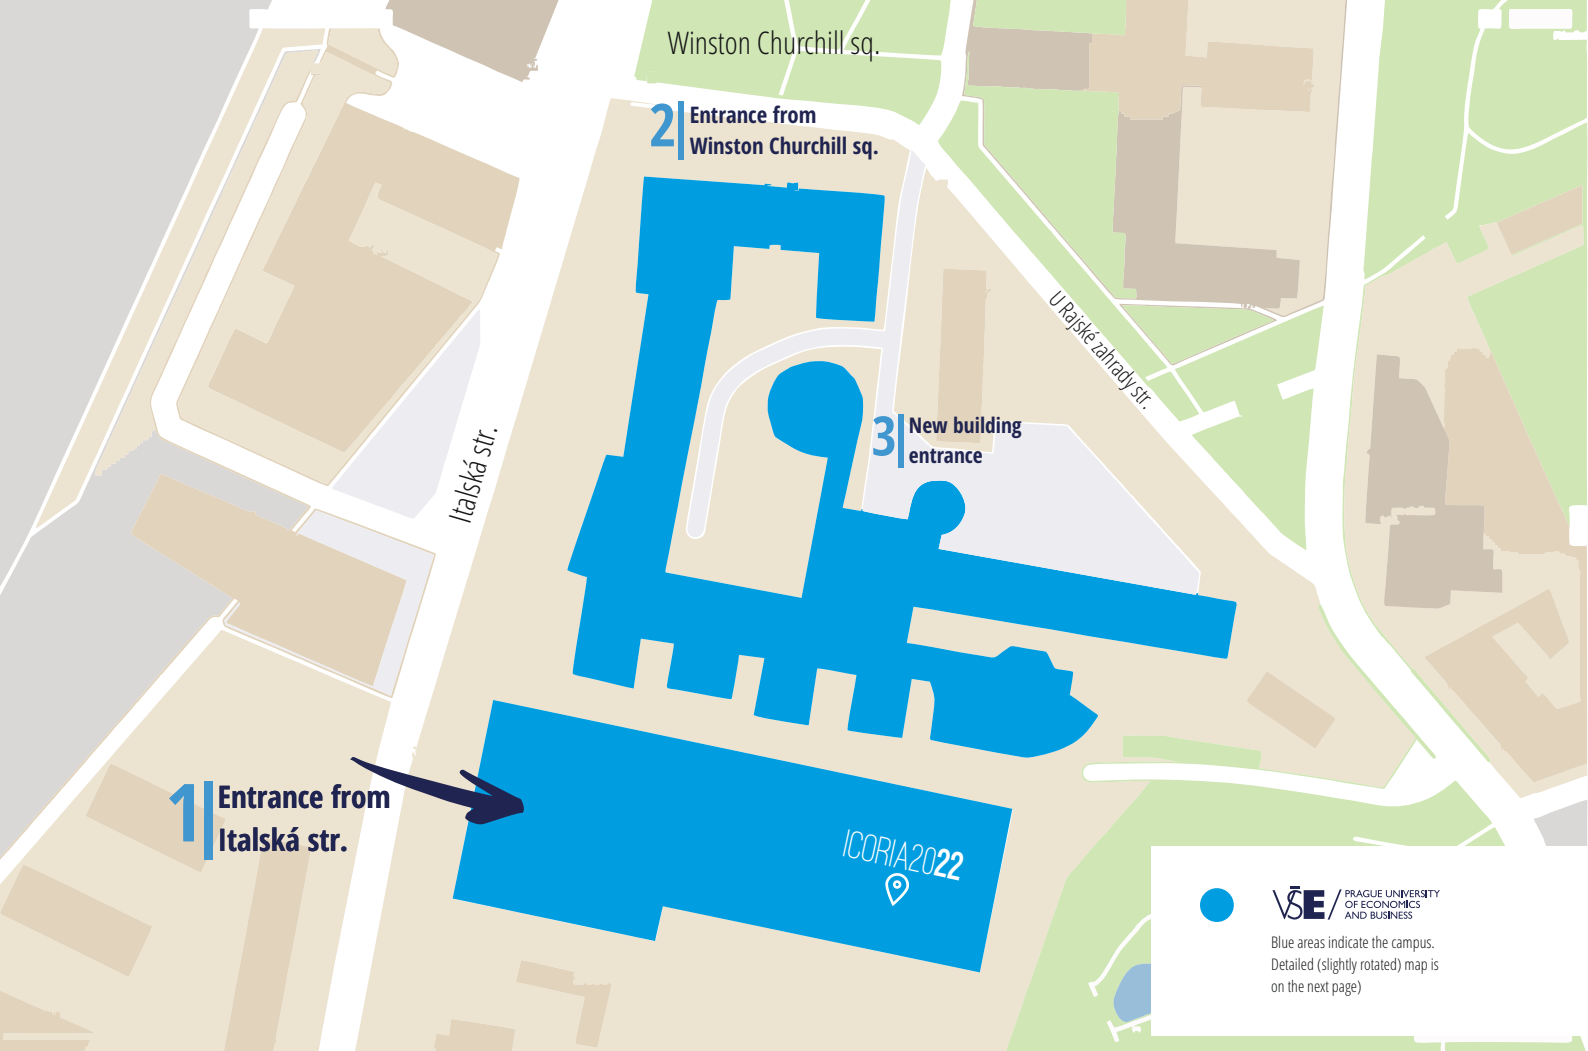 Winston Churchill sq.
2 Entrance from
Winston Churchill sq.
U Rajské zahrady str.
3 New building
entrance
Italská str.
1 Entrance from
Italská str.
ICORIA2022
VŠE / PRAGUE UNIVERSITY
OF ECONOMICS
AND BUSINESS
Blue areas indicate the campus.
Detailed (slightly rotated) map is
on the next page)